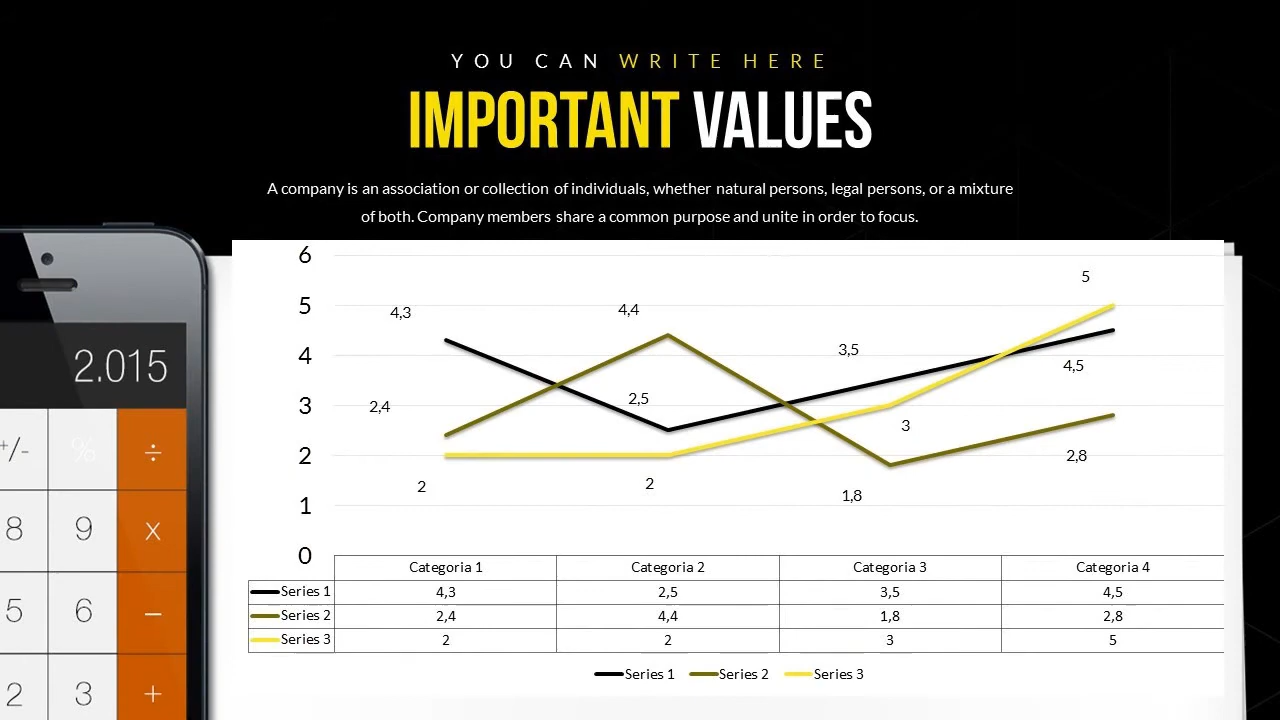 YOU CAN WRITE HERE
IMPORTANT VALUES
A company is an association or collection of individuals, whether natural persons, legal persons, or a mixture
of both. Company members share a common purpose and unite in order to focus.
2.015
+/- % ÷
8 9 x
5 6 −
2 3 +
6
5
4
3
2
1
0
4,3 2,5 3,5 4,5
2,4 4,4 1,8 2,8
2 2 3 5
Categoria 1 Categoria 2 Categoria 3 Categoria 4
Series 1 4,3 2,5 3,5 4,5
Series 2 2,4 4,4 1,8 2,8
Series 3 2 2 3 5
Series 1 Series 2 Series 3